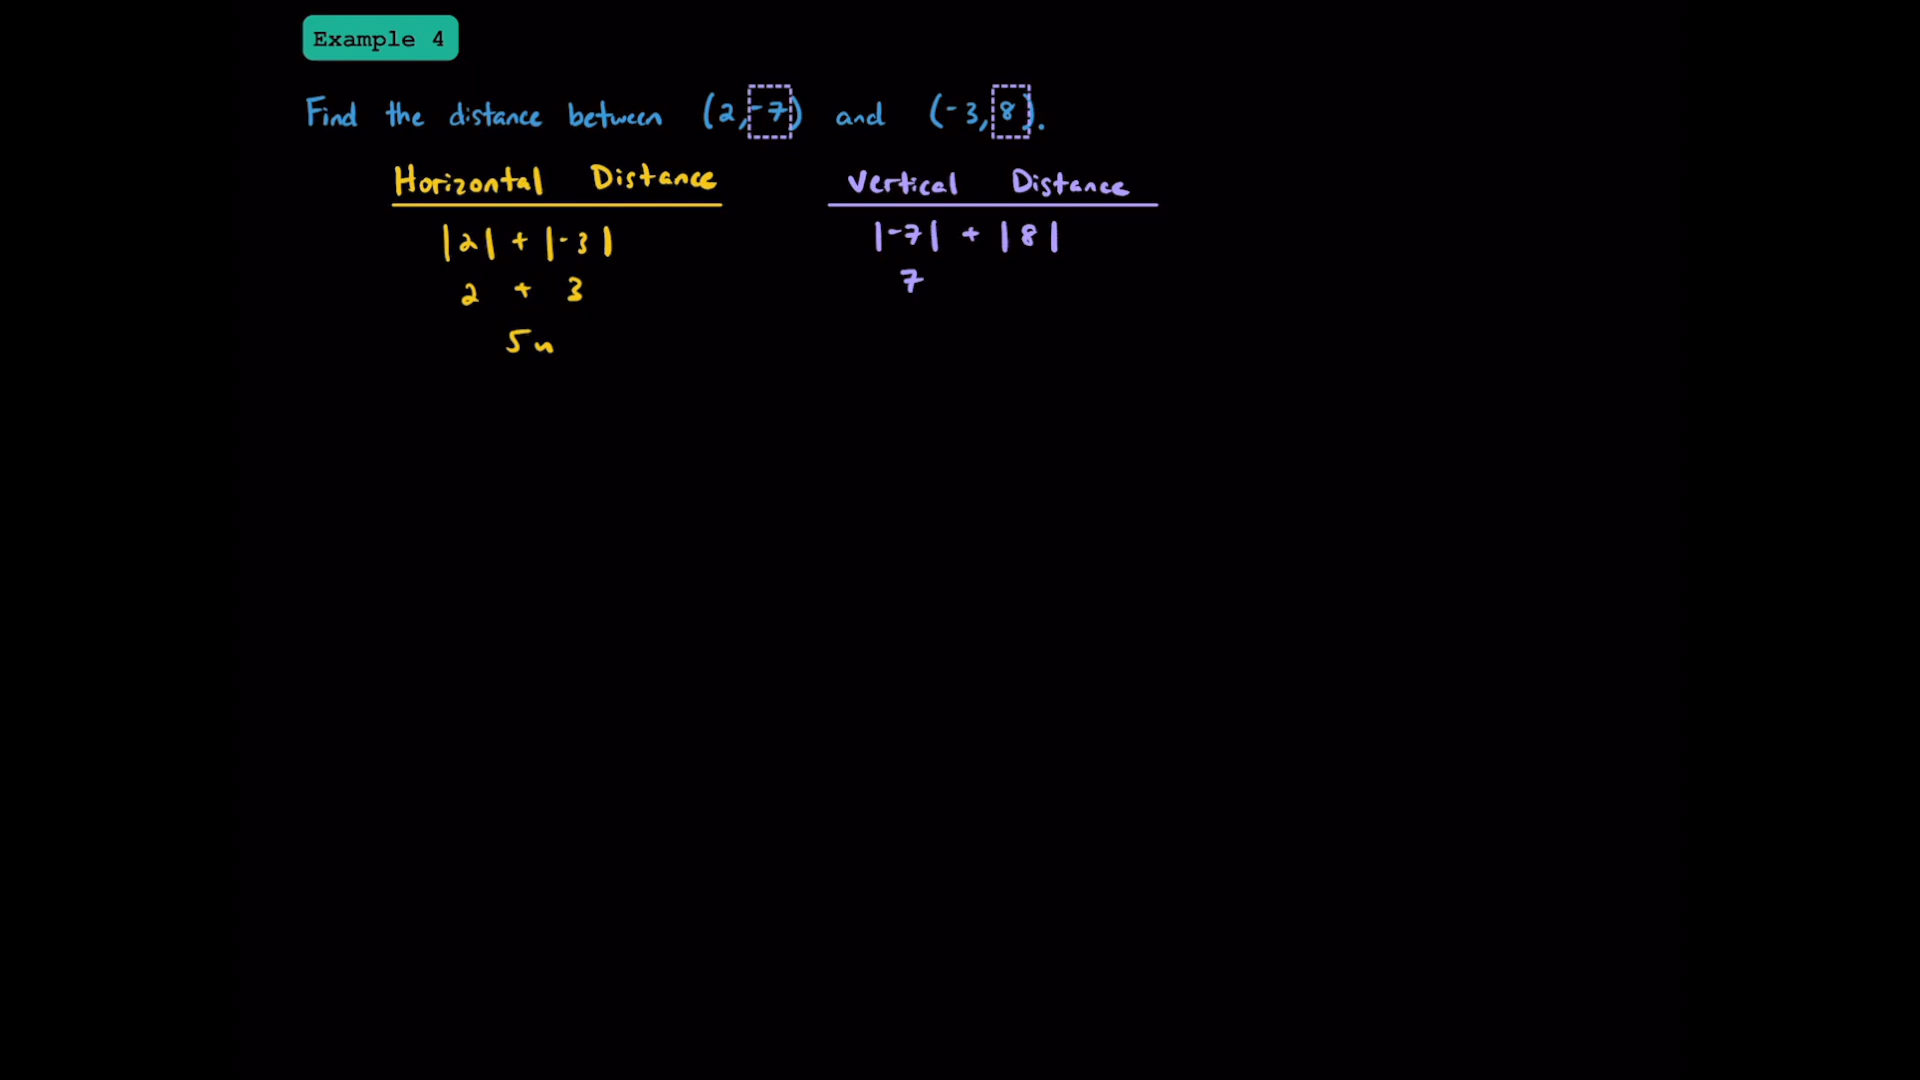 Example 4
Find the distance between (2,-7) and (-3,8).
Horizontal Distance
|2| + |-3|
2 + 3
5u
Vertical Distance
|-7| + |8|
7